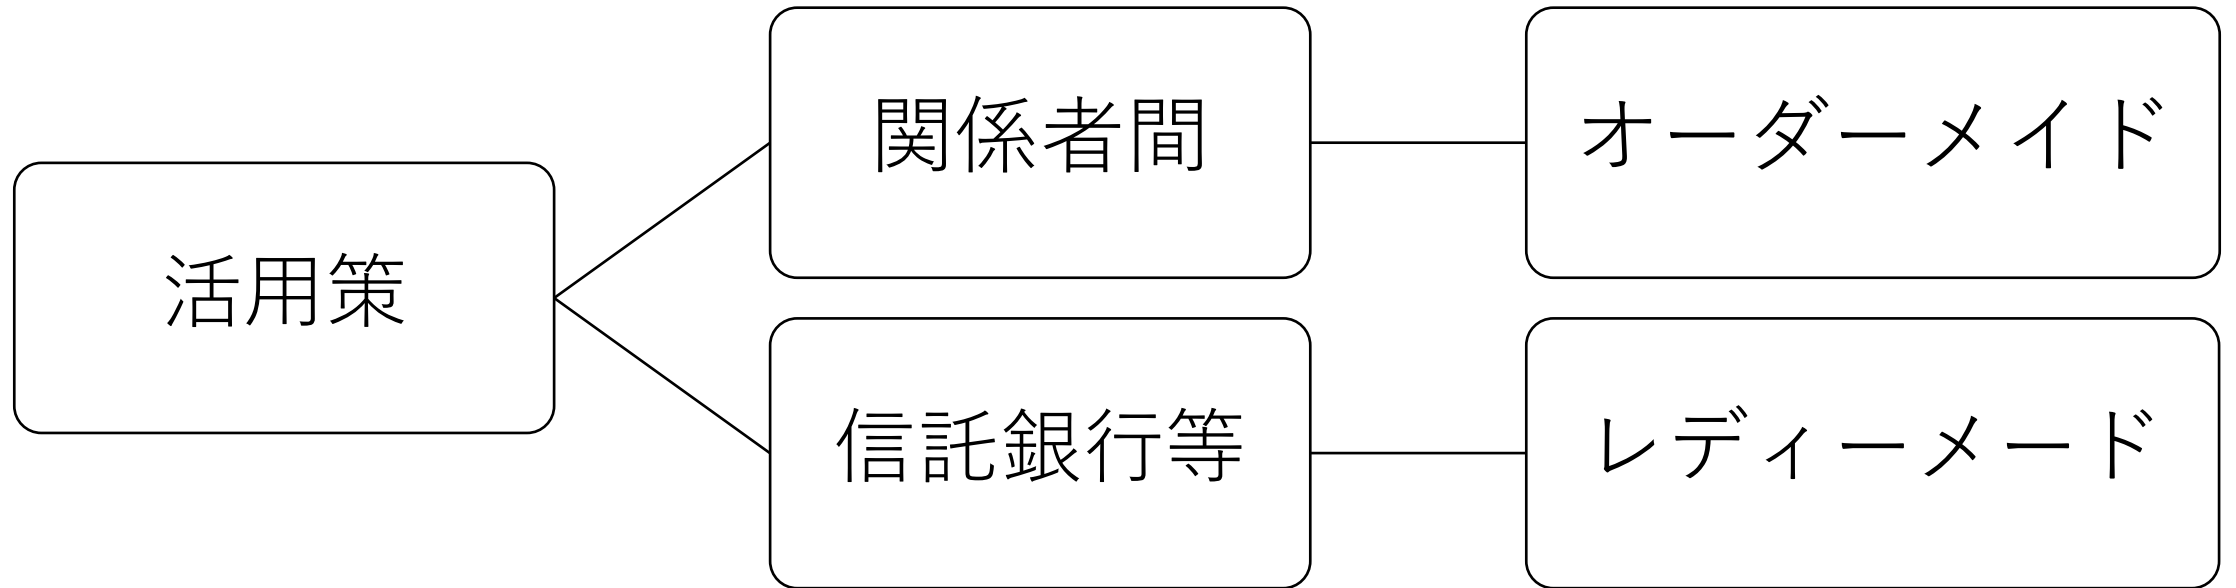 活用策
関係者間
オーダーメイド
信託銀行等
レディーメード